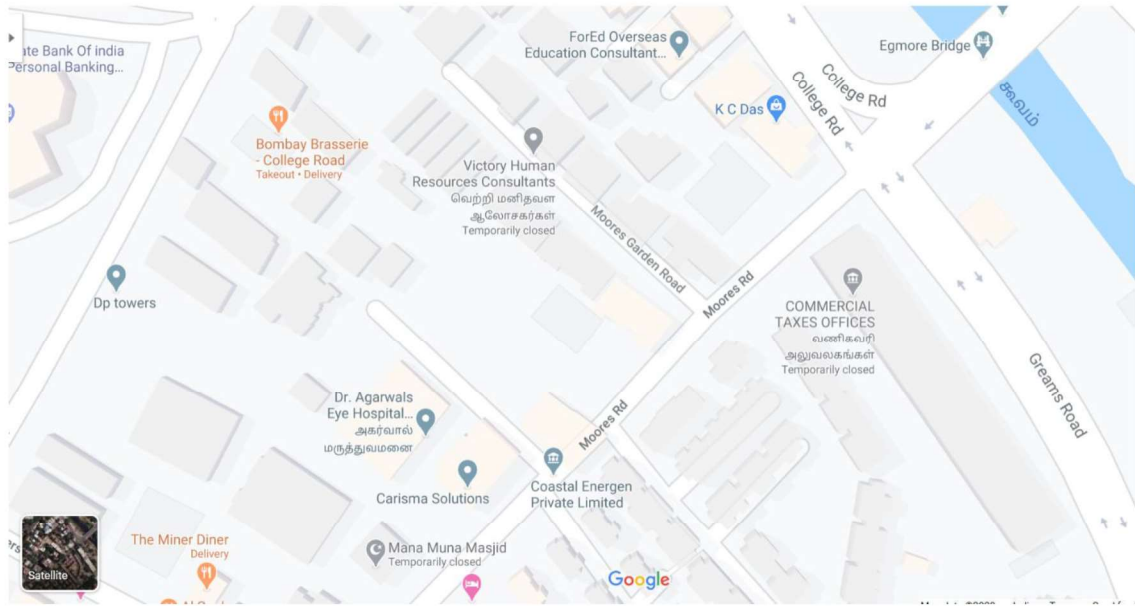 ForEd Overseas
Education Consultant...
Egmore Bridge
ate Bank Of india
Personal Banking...
College Rd
College Rd
K C Das
கூவம்
Bombay Brasserie
- College Road
Takeout • Delivery
Victory Human
Resources Consultants
வெற்றி மனிதவள
ஆலோசகர்கள்
Temporarily closed
Moores Garden Road
Moores Rd
Dp towers
COMMERCIAL
TAXES OFFICES
வணிகவரி
அலுவலகங்கள்
Temporarily closed
Greams Road
Dr. Agarwals
Eye Hospital...
அகர்வால்
மருத்துவமனை
Moores Rd
Carisma Solutions
Coastal Energen
Private Limited
The Miner Diner
Delivery
Mana Muna Masjid
Temporarily closed
Satellite
Google